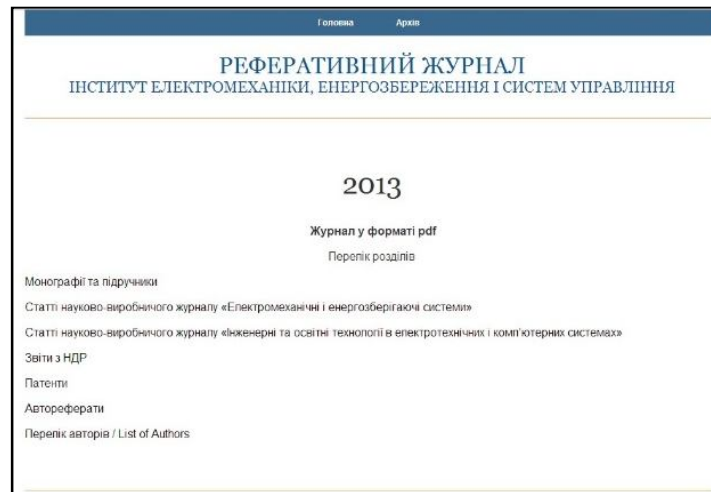 Головна Архів
РЕФЕРАТИВНИЙ ЖУРНАЛ
ІНСТИТУТ ЕЛЕКТРОМЕХАНІКИ, ЕНЕРГОЗБЕРЕЖЕННЯ І СИСТЕМ УПРАВЛІННЯ
2013
Журнал у форматі pdf
Перелік розділів
Монографії та підручники
Статті науково-виробничого журналу «Електромеханічні і енергозберігаючі системи»
Статті науково-виробничого журналу «Інженерні та освітні технології в електротехнічних і комп'ютерних системах»
Звіти з НДР
Патенти
Автореферати
Перелік авторів / List of Authors